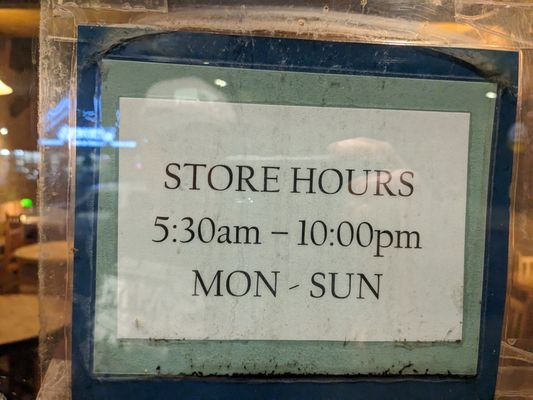 STORE HOURS
5:30am – 10:00pm
MON - SUN